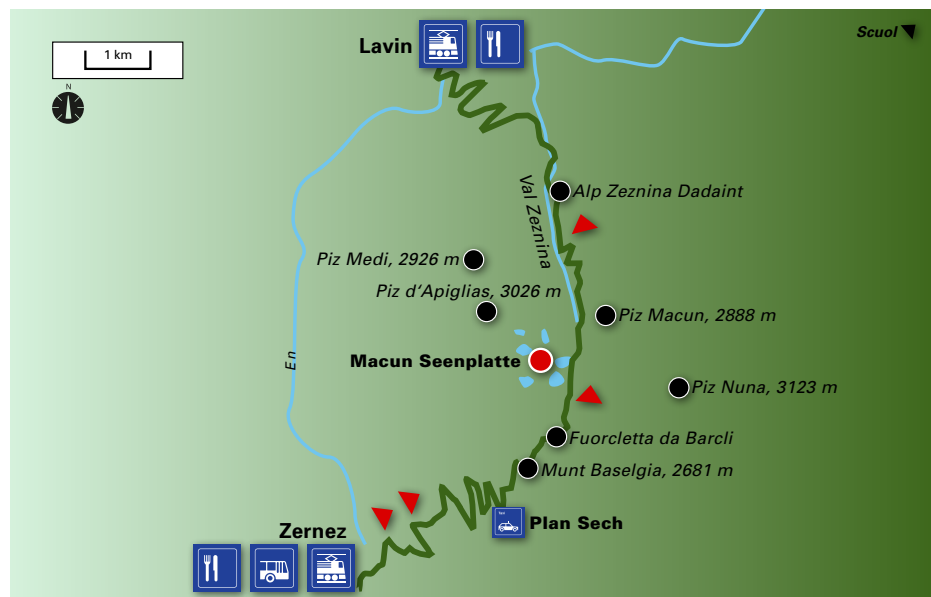 Lavin
Scuol
1 km
N
Alp Zeznina Dadaint
Val Zeznina
Piz Medi, 2926 m
Piz d'Apiglias, 3026 m
Piz Macun, 2888 m
En
Macun Seenplatte
Piz Nuna, 3123 m
Fuorcletta da Barcli
Munt Baselgia, 2681 m
Taxi
Plan Sech
Zernez